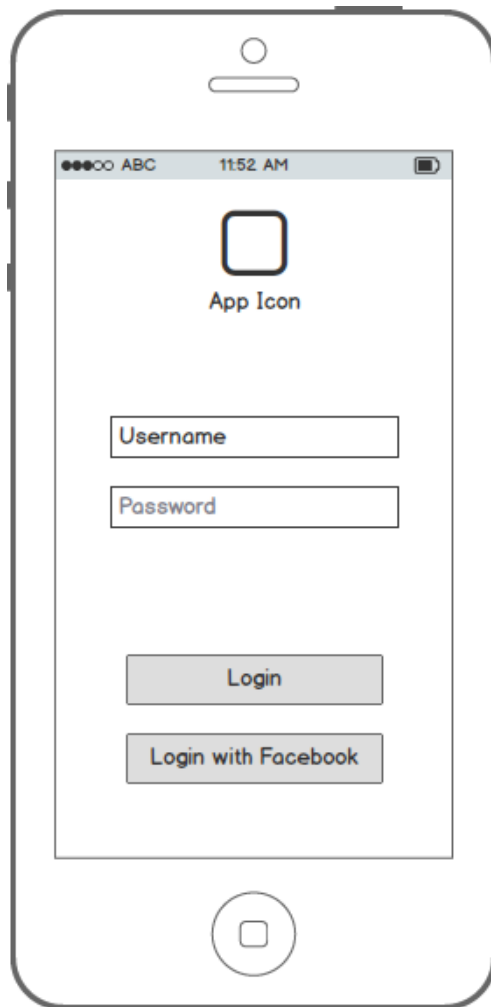 ABC 11:52 AM
App Icon
Username
Password
Login
Login with Facebook